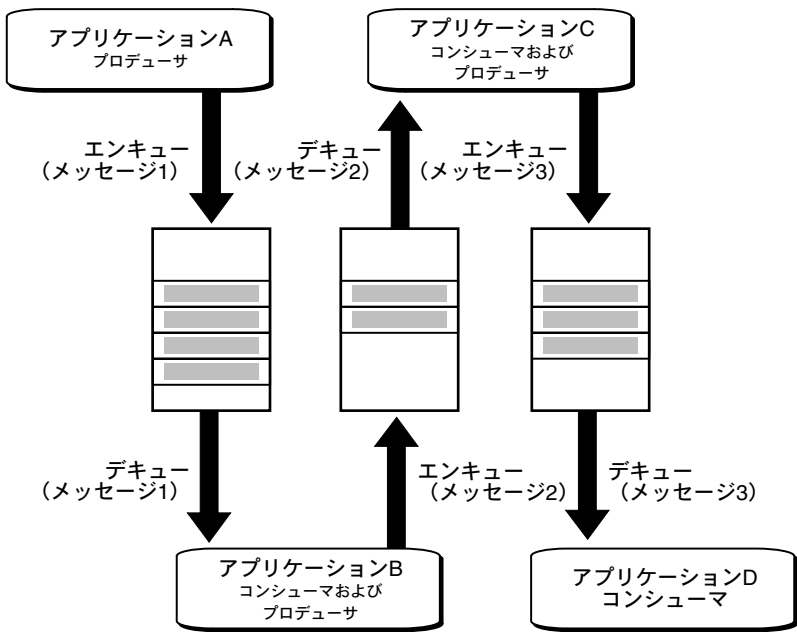 アプリケーションA
プロデューサ
アプリケーションC
コンシューマおよび
プロデューサ
エンキュー
（メッセージ1）
デキュー
（メッセージ2）
エンキュー
（メッセージ3）
デキュー
（メッセージ1）
エンキュー
（メッセージ2）
デキュー
（メッセージ3）
アプリケーションB
コンシューマおよび
プロデューサ
アプリケーションD
コンシューマ